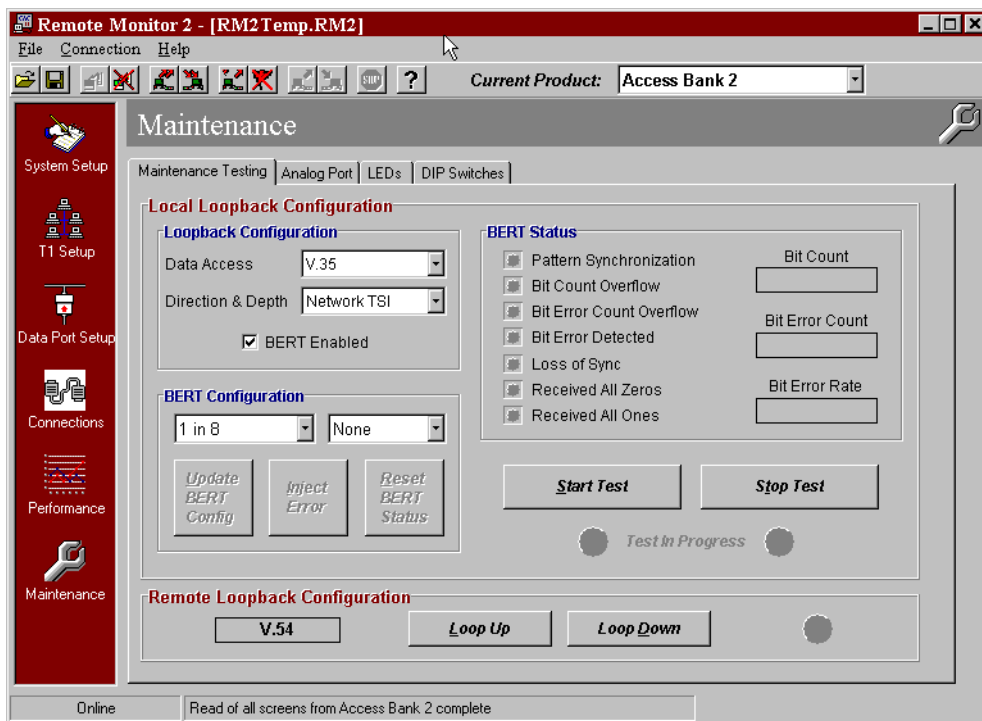 Remote Monitor 2 - [RM2Temp.RM2]
File Connection Help
STOP ? Current Product: Access Bank 2
System Setup
T1 Setup
Data Port Setup
Connections
Performance
Maintenance
Maintenance
Maintenance Testing Analog Port LEDs DIP Switches
Local Loopback Configuration
Loopback Configuration
Data Access V.35
Direction & Depth Network TSI
BERT Enabled
BERT Configuration
1 in 8 None
Update BERT Config
Inject Error
Reset BERT Status
BERT Status
Pattern Synchronization
Bit Count Overflow
Bit Error Count Overflow
Bit Error Detected
Loss of Sync
Received All Zeros
Received All Ones
Bit Count
Bit Error Count
Bit Error Rate
Start Test Stop Test
Test In Progress
Remote Loopback Configuration
V.54 Loop Up Loop Down
Online Read of all screens from Access Bank 2 complete